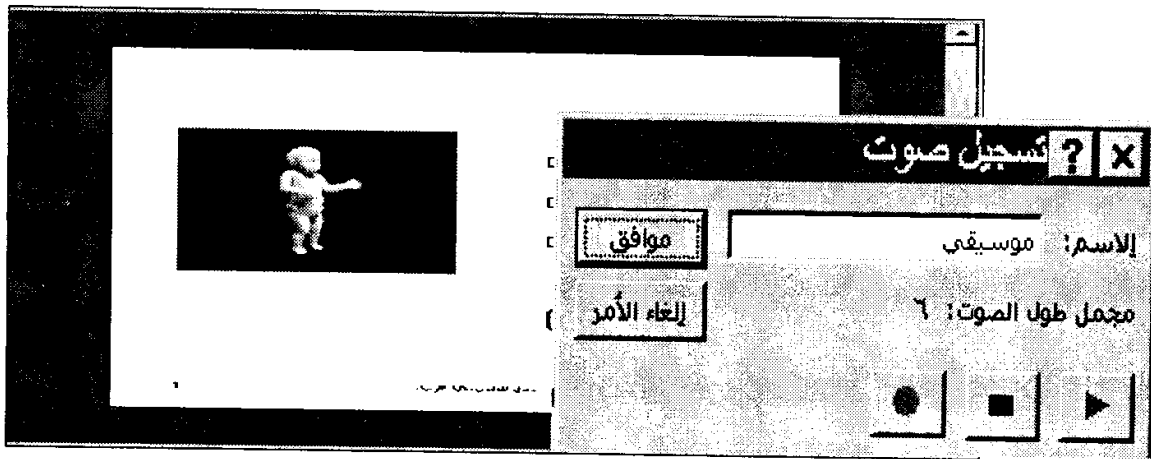 تسجيل صوت
الاسم: موسيقي
موافق
مجمل طول الصوت: ٦
إلغاء الأمر